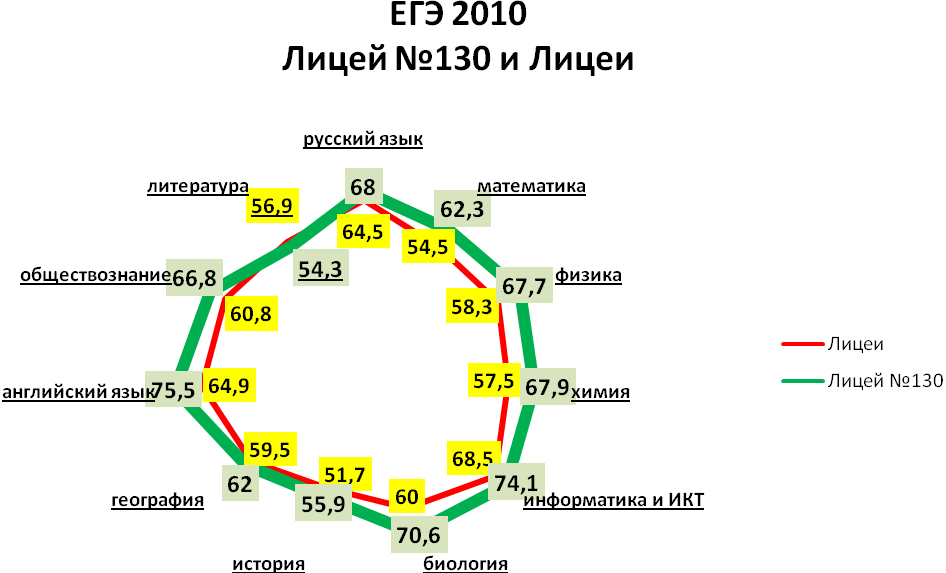 ЕГЭ 2010
Лицей №130 и Лицеи
русский язык
68
64,5
математика
62,3
54,5
физика
67,7
58,3
химия
67,9
57,5
информатика и ИКТ
74,1
68,5
биология
70,6
60
история
55,9
51,7
география
62
59,5
английский язык
75,5
64,9
обществознание
66,8
60,8
литература
56,9
54,3
Лицеи
Лицей №130